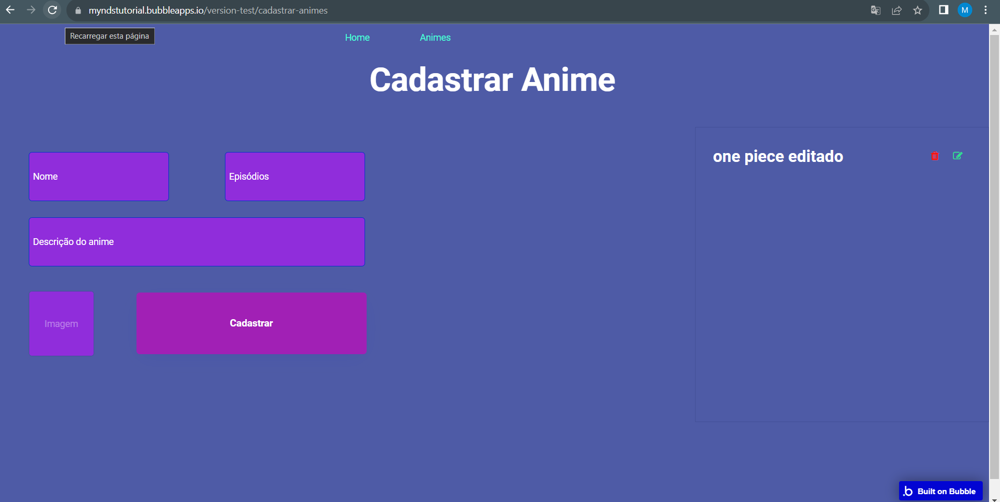 myndstutorial.bubbleapps.io/version-test/cadastrar-animes
M
Recarregar esta página
Home
Animes
Cadastrar Anime
one piece editado
Nome
Episódios
Descrição do anime
Imagem
Cadastrar
b Built on Bubble